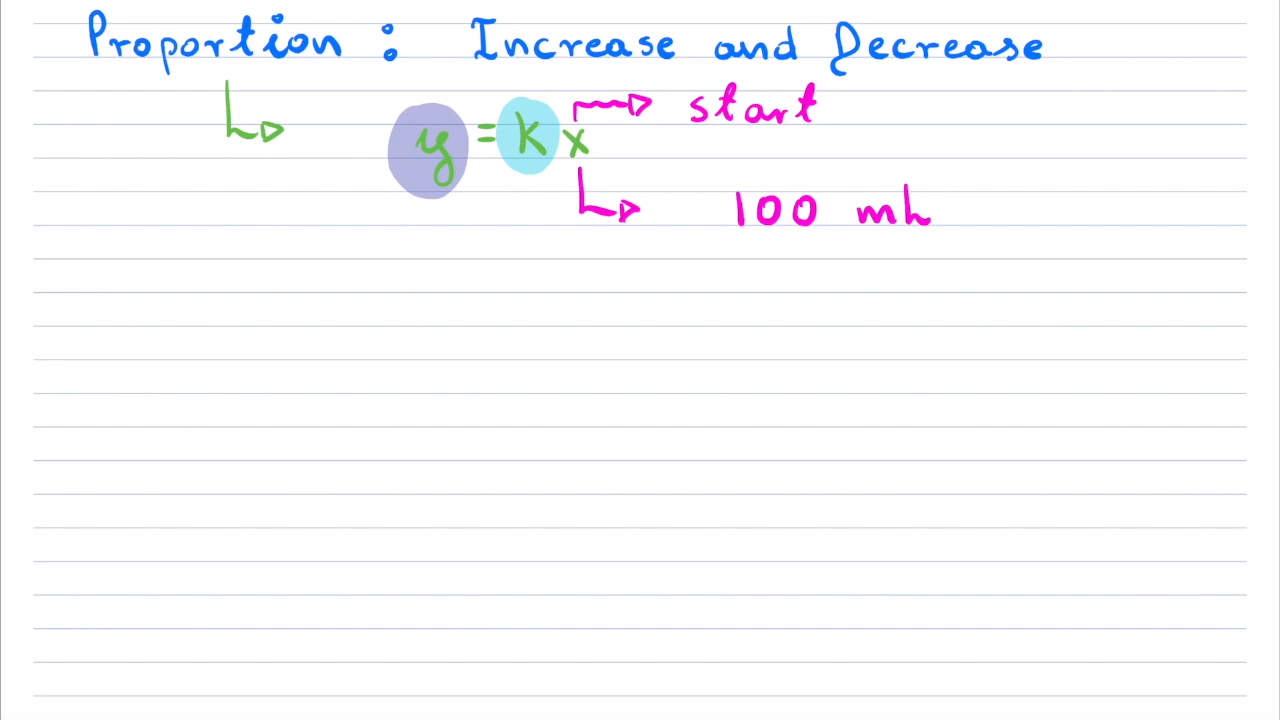 Proportion : Increase and Decrease
start
y = k x
100 mL